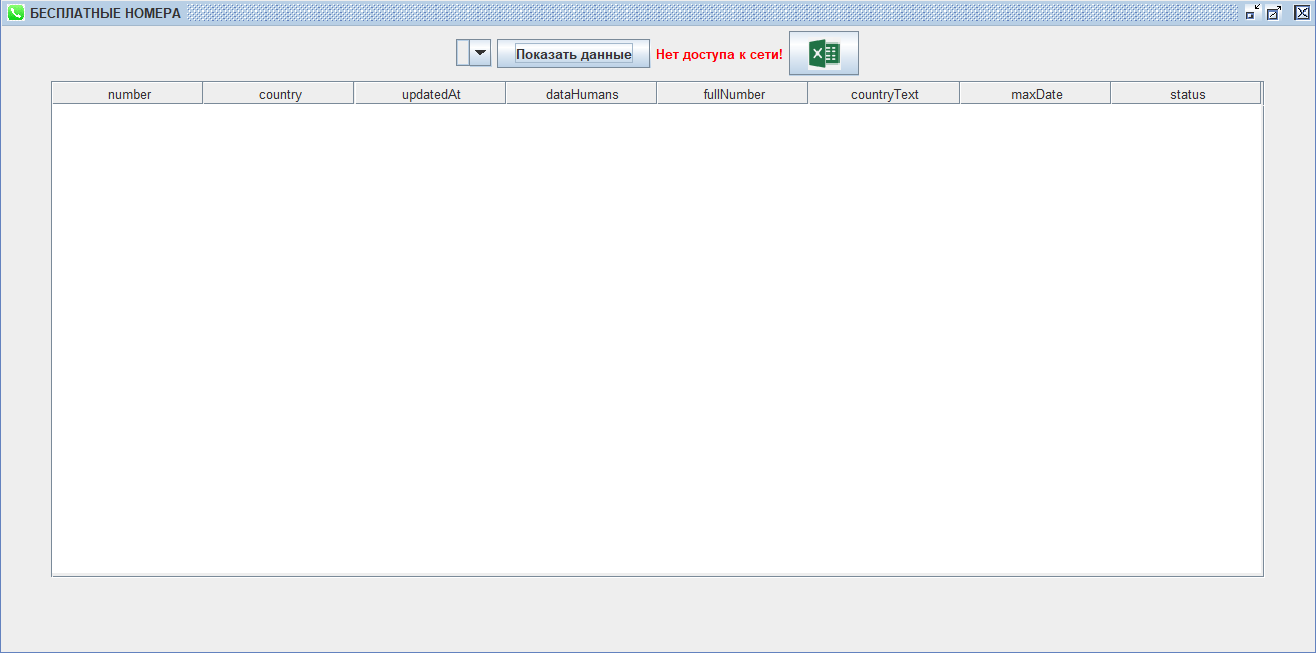 БЕСПЛАТНЫЕ НОМЕРА
Показать данные Нет доступа к сети!
number country updatedAt dataHumans fullNumber countryText maxDate status